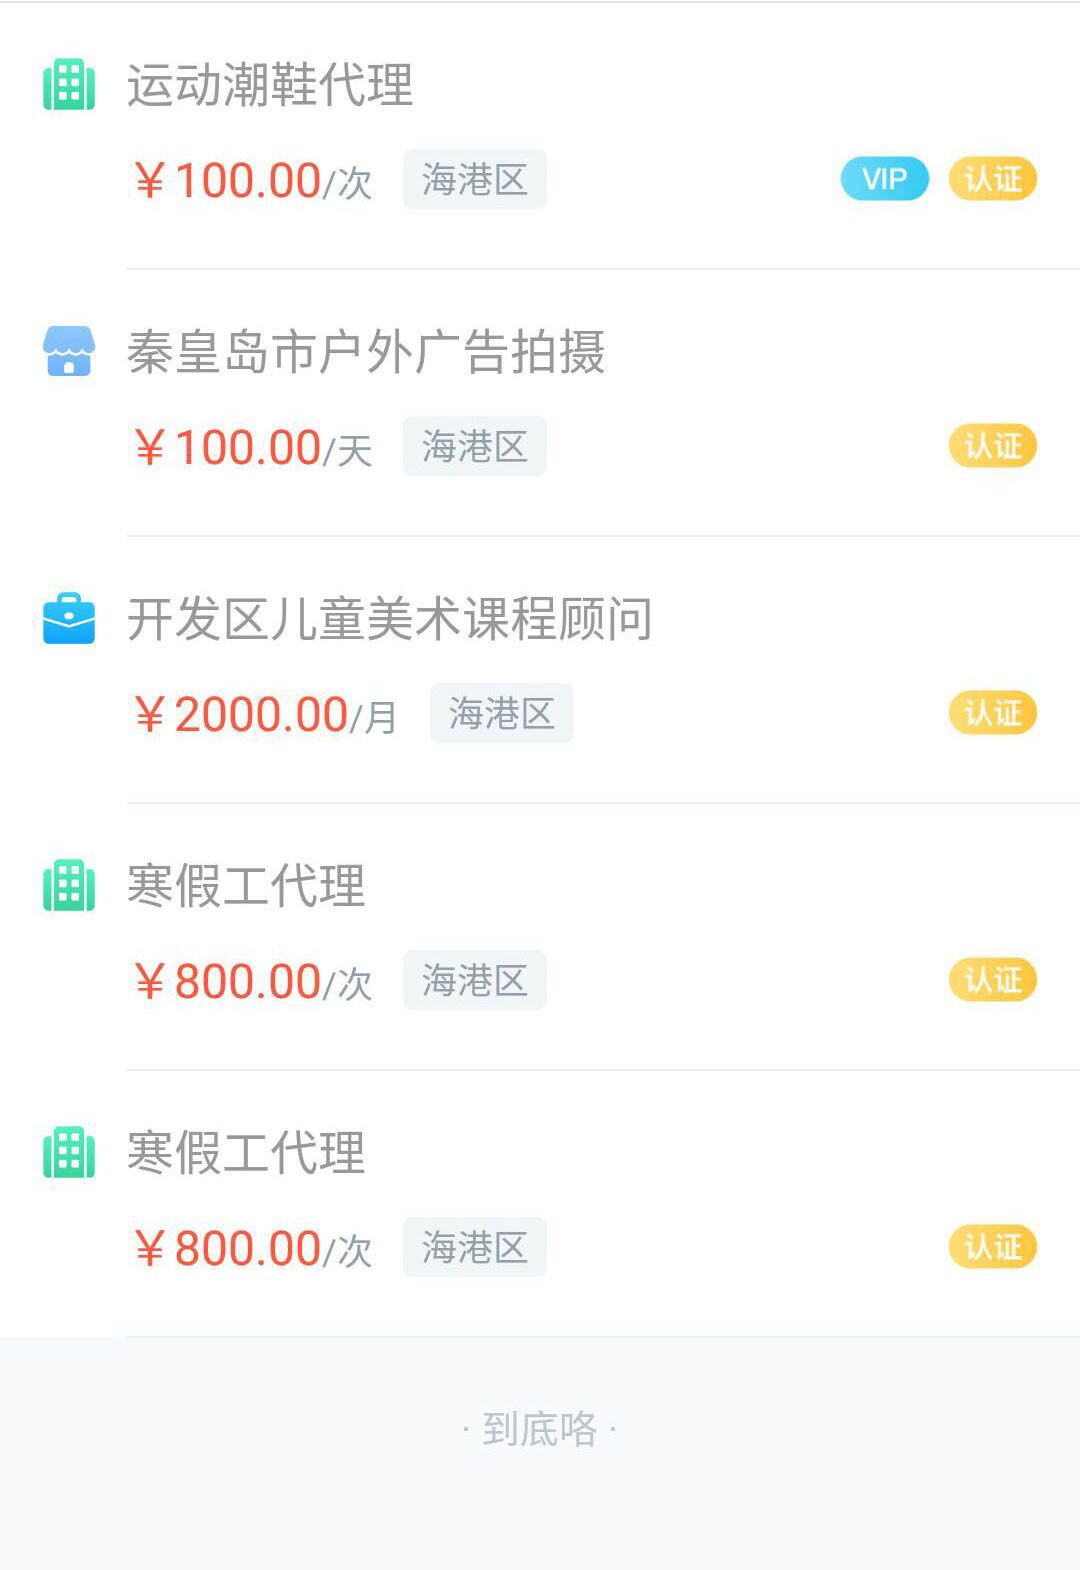 运动潮鞋代理
￥100.00/次 海港区 VIP 认证
秦皇岛市户外广告拍摄
￥100.00/天 海港区 认证
开发区儿童美术课程顾问
￥2000.00/月 海港区 认证
寒假工代理
￥800.00/次 海港区 认证
寒假工代理
￥800.00/次 海港区 认证
· 到底咯 ·